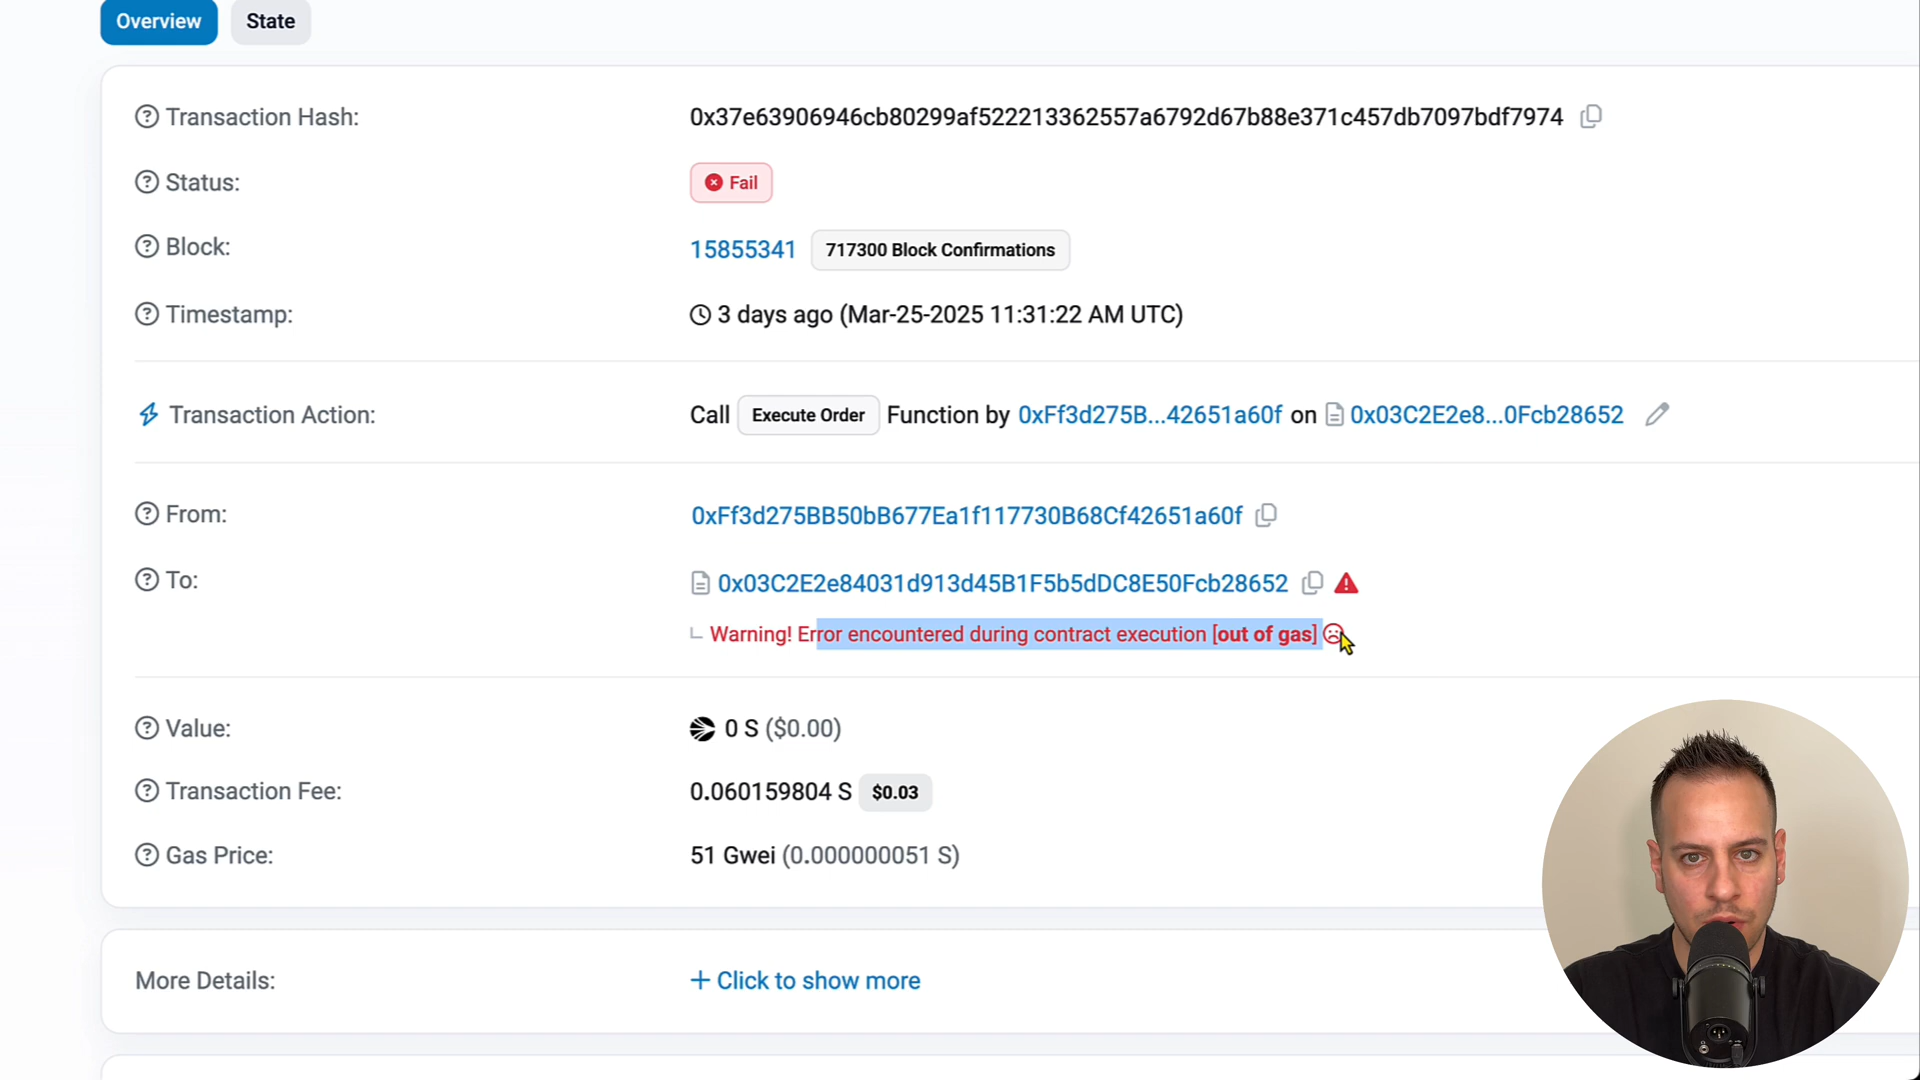 Overview State
Transaction Hash: 0x37e63906946cb80299af522213362557a6792d67b88e371c457db7097bdf7974
Status: Fail
Block: 15855341 717300 Block Confirmations
Timestamp: 3 days ago (Mar-25-2025 11:31:22 AM UTC)
Transaction Action: Call Execute Order Function by 0xFf3d275B...42651a60f on 0x03C2E2e8...0Fcb28652
From: 0xFf3d275BB50bB677Ea1f117730B68Cf42651a60f
To: 0x03C2E2e84031d913d45B1F5b5dDC8E50Fcb28652
Warning! Error encountered during contract execution [out of gas]
Value: 0 S ($0.00)
Transaction Fee: 0.060159804 S $0.03
Gas Price: 51 Gwei (0.000000051 S)
More Details: + Click to show more